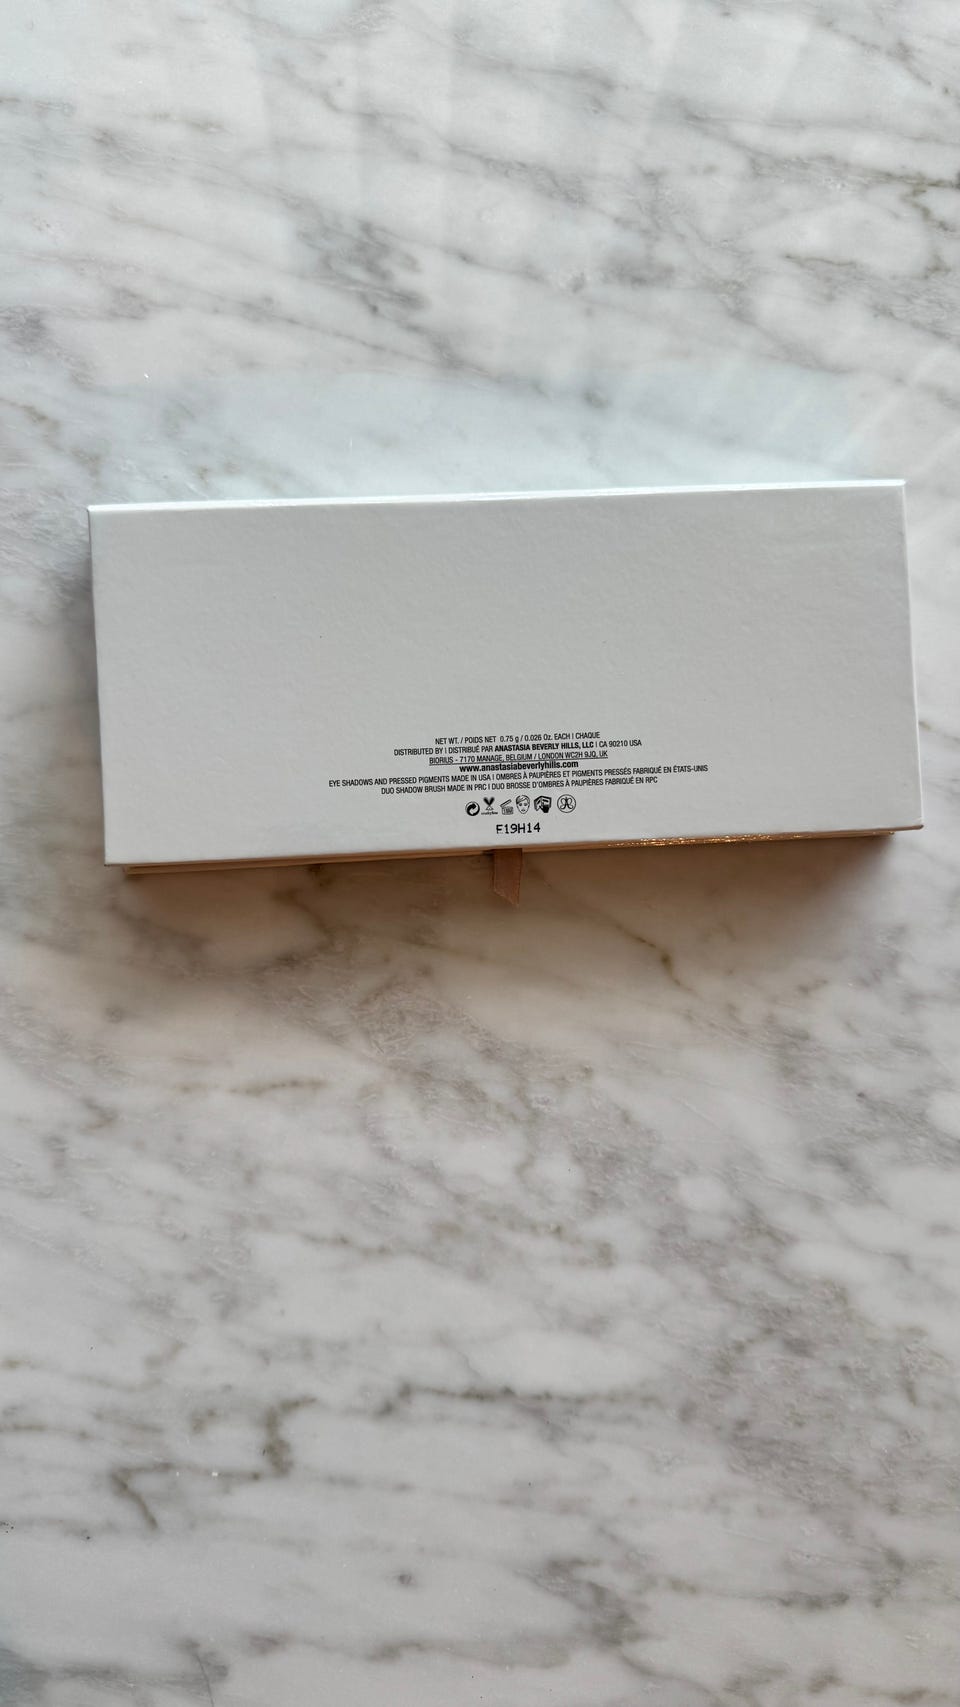 NET WT. / POIDS NET 0.75 g / 0.026 Oz. EACH | CHAQUE
DISTRIBUTED BY | DISTRIBUÉ PAR ANASTASIA BEVERLY HILLS, LLC | CA 90210 USA
BIORIUS - 7170 MANAGE, BELGIUM / LONDON WC2H 9JQ, UK
www.anastasiabeverlyhills.com
EYE SHADOWS AND PRESSED PIGMENTS MADE IN USA | OMBRES À PAUPIÈRES ET PIGMENTS PRESSÉS FABRIQUÉ EN ÉTATS-UNIS
DUO SHADOW BRUSH MADE IN PRC | DUO BROSSE D'OMBRES À PAUPIÈRES FABRIQUÉ EN RPC
E19H14